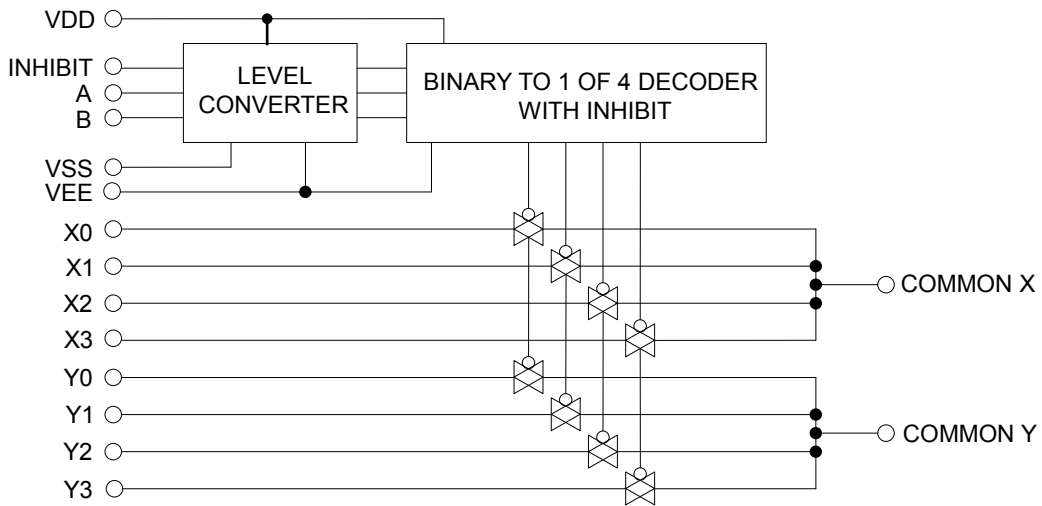 VDD
INHIBIT
A
B
VSS
VEE
LEVEL
CONVERTER
BINARY TO 1 OF 4 DECODER
WITH INHIBIT
X0
X1
X2
X3
COMMON X
Y0
Y1
Y2
Y3
COMMON Y